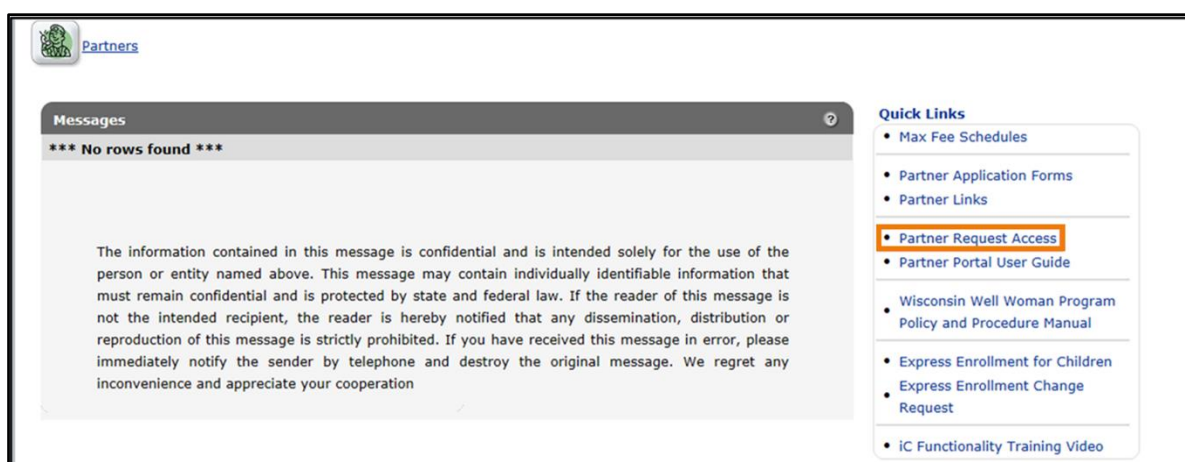 Partners
Messages
*** No rows found ***
The information contained in this message is confidential and is intended solely for the use of the
person or entity named above. This message may contain individually identifiable information that
must remain confidential and is protected by state and federal law. If the reader of this message is
not the intended recipient, the reader is hereby notified that any dissemination, distribution or
reproduction of this message is strictly prohibited. If you have received this message in error, please
immediately notify the sender by telephone and destroy the original message. We regret any
inconvenience and appreciate your cooperation
Quick Links
• Max Fee Schedules
• Partner Application Forms
• Partner Links
• Partner Request Access
• Partner Portal User Guide
• Wisconsin Well Woman Program
Policy and Procedure Manual
• Express Enrollment for Children
• Express Enrollment Change
Request
• iC Functionality Training Video